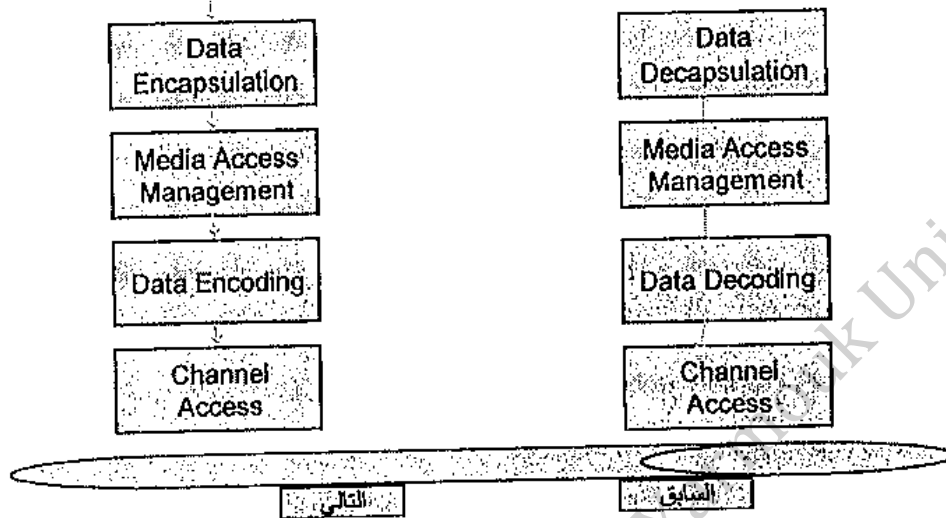 Data
Encapsulation
Media Access
Management
Data Encoding
Channel
Access
Data
Decapsulation
Media Access
Management
Data Decoding
Channel
Access
التالي
السابق